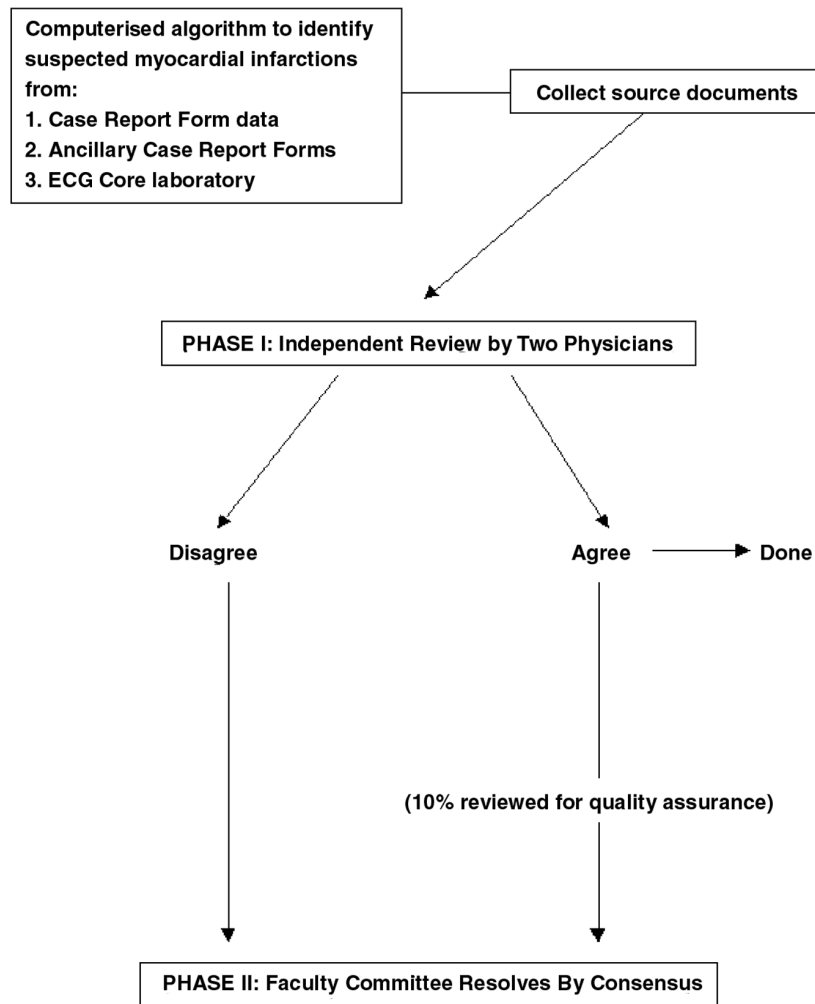 Computerised algorithm to identify
suspected myocardial infarctions
from:
1. Case Report Form data
2. Ancillary Case Report Forms
3. ECG Core laboratory
Collect source documents
PHASE I: Independent Review by Two Physicians
Disagree
Agree
Done
(10% reviewed for quality assurance)
PHASE II: Faculty Committee Resolves By Consensus